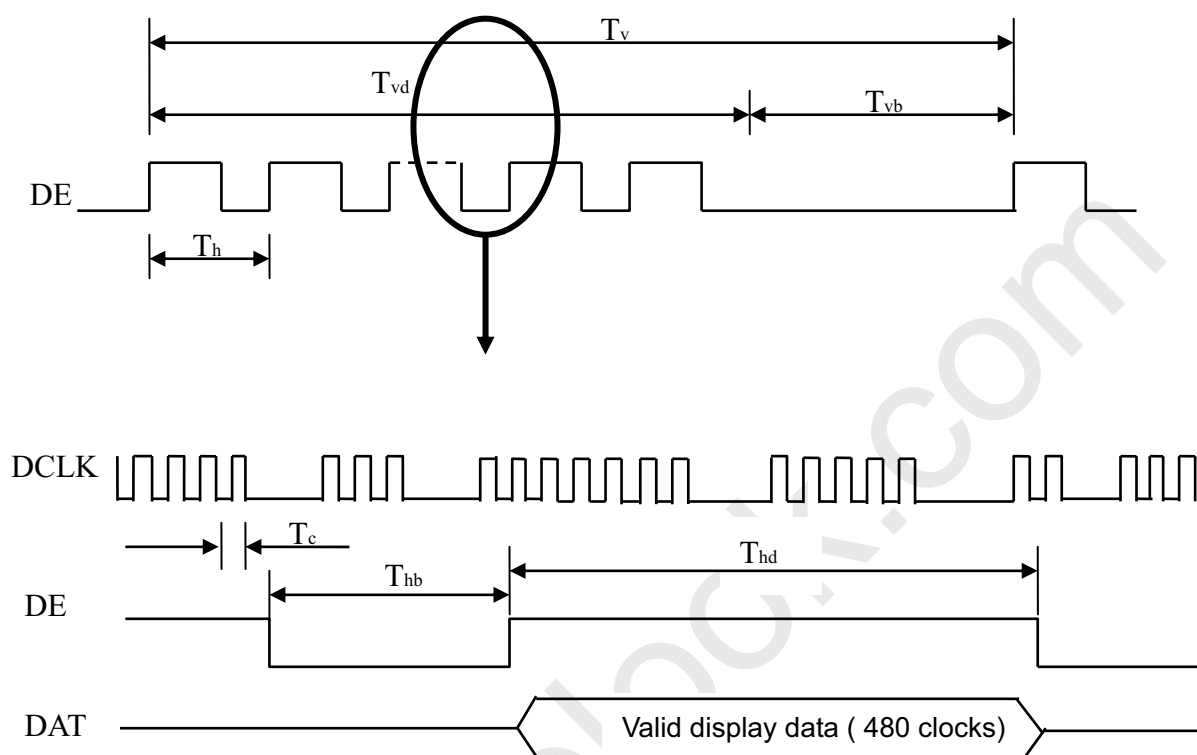 Tv
Tvd
Tvb
DE
Th
DCLK
Tc
Thb
Thd
DE
DAT
Valid display data ( 480 clocks)